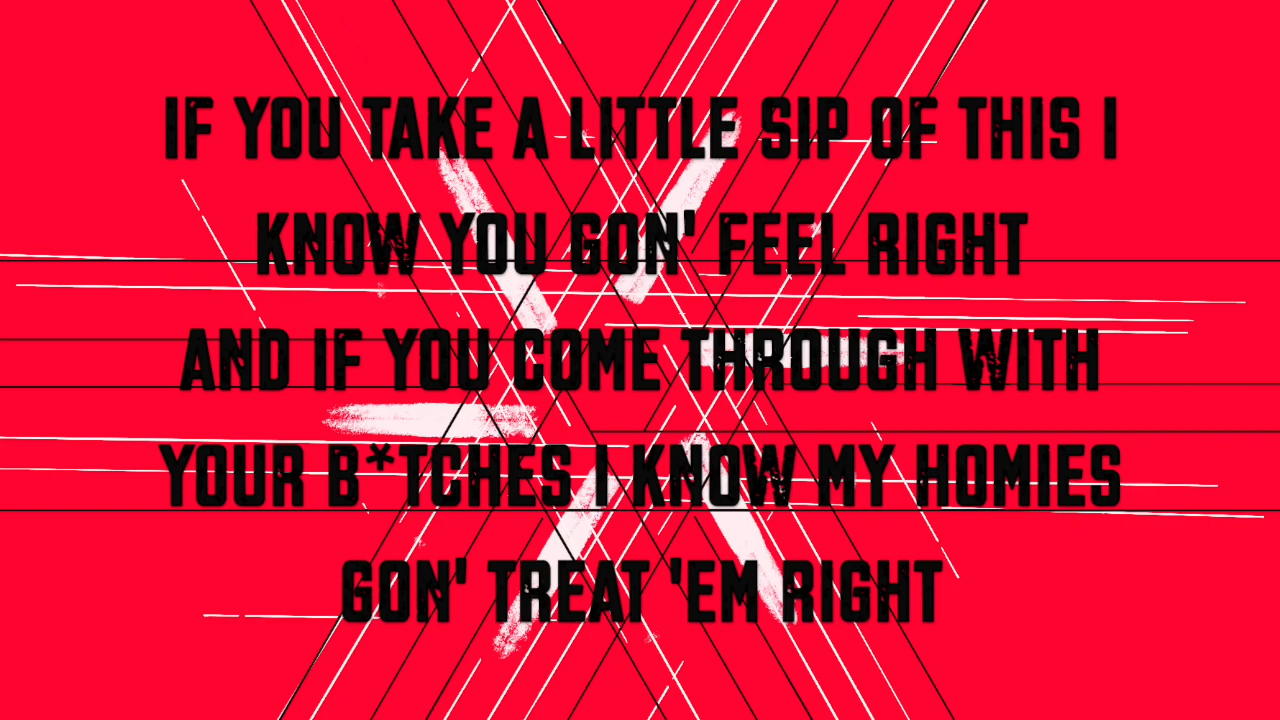 IF YOU TAKE A LITTLE SIP OF THIS I
KNOW YOU GON' FEEL RIGHT
AND IF YOU COME THROUGH WITH
YOUR B*TCHES I KNOW MY HOMIES
GON' TREAT 'EM RIGHT